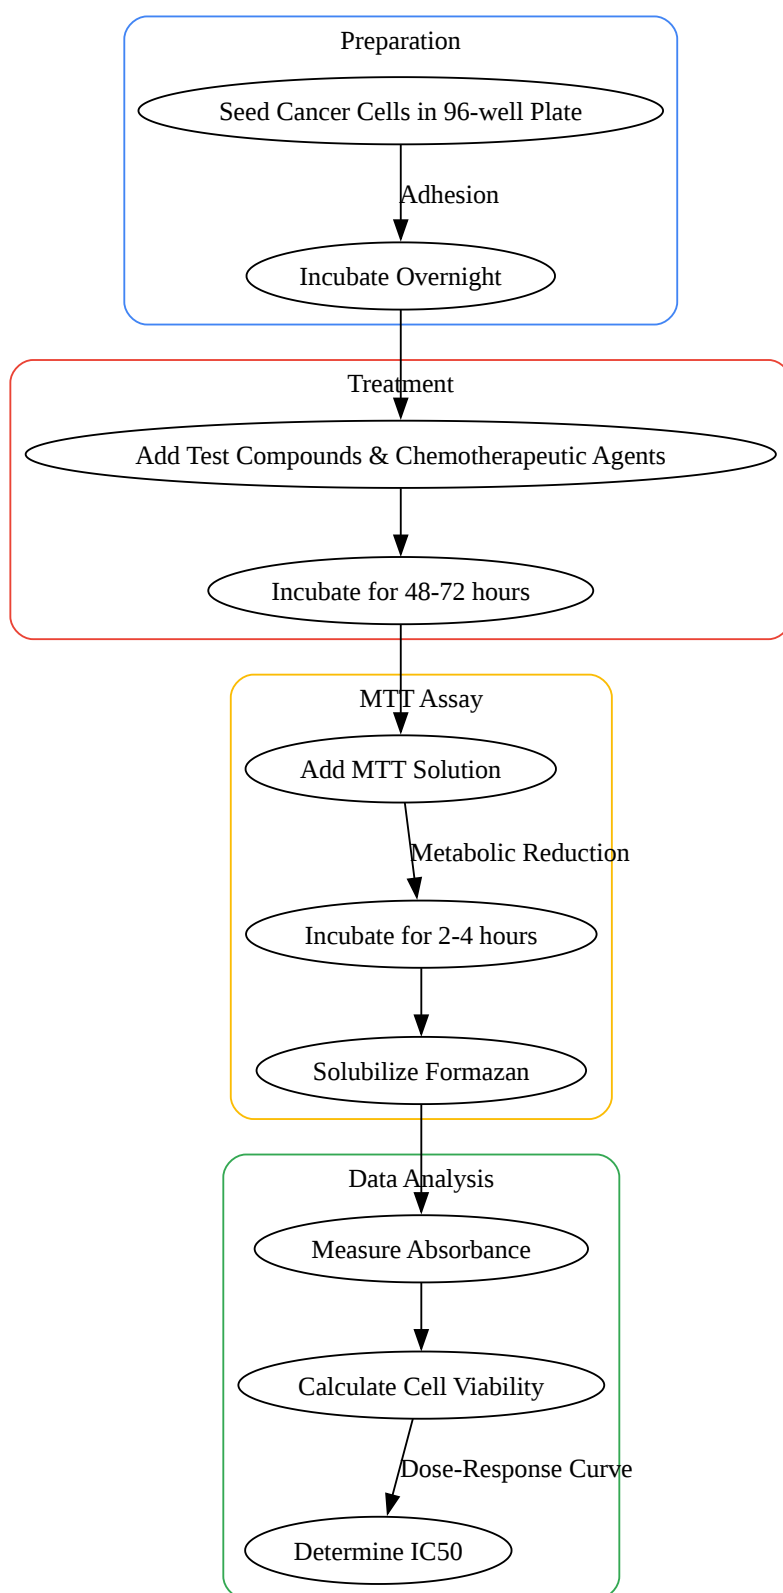 Preparation
Seed Cancer Cells in 96-well Plate
Adhesion
Incubate Overnight
Treatment
Add Test Compounds & Chemotherapeutic Agents
Incubate for 48-72 hours
MTT Assay
Add MTT Solution
Metabolic Reduction
Incubate for 2-4 hours
Solubilize Formazan
Data Analysis
Measure Absorbance
Calculate Cell Viability
Dose-Response Curve
Determine IC50